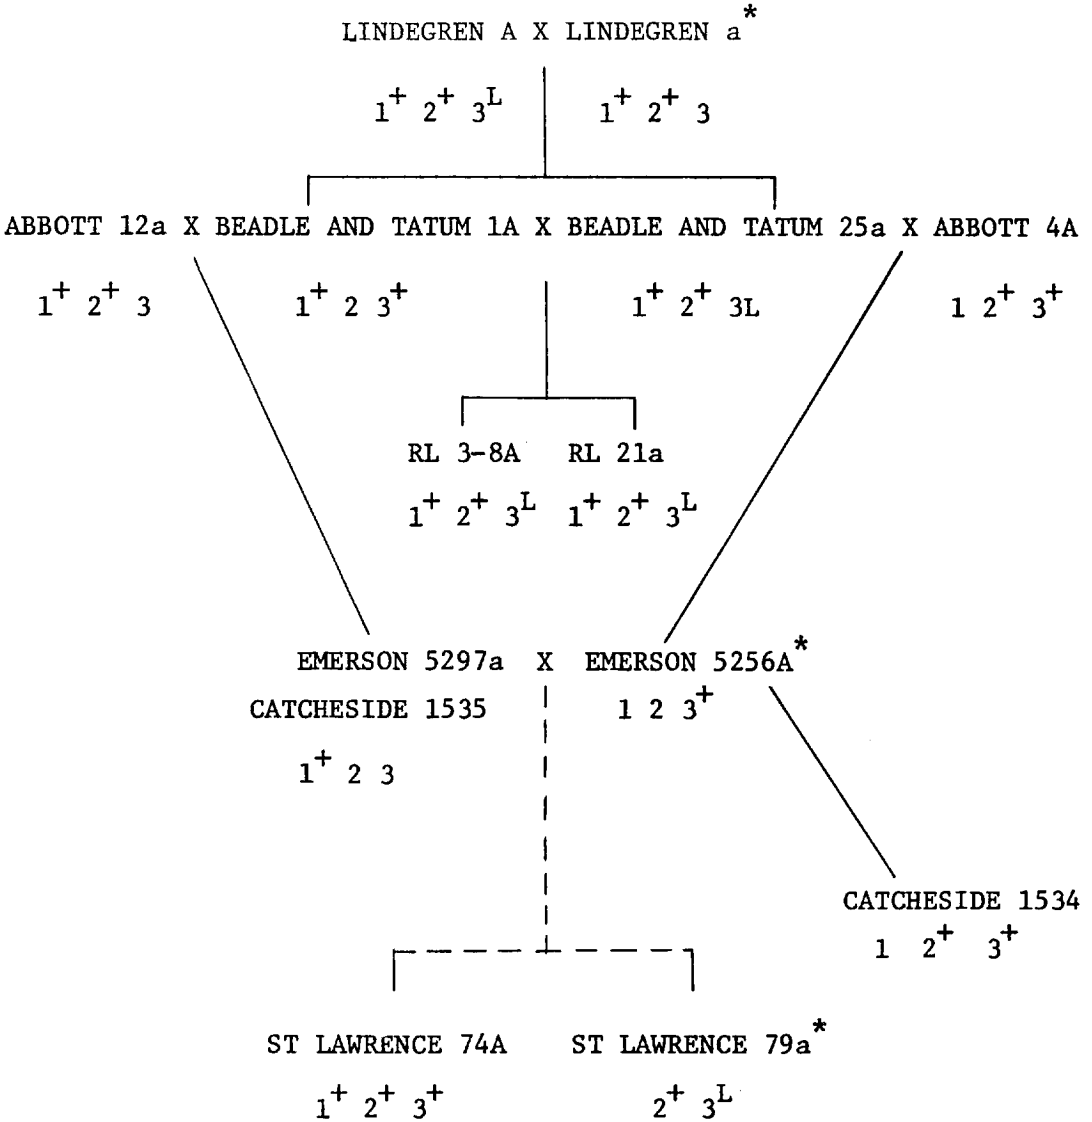 LINDEGREN A X LINDEGREN a*
1+ 2+ 3L 1+ 2+ 3
ABBOTT 12a X BEADLE AND TATUM 1A X BEADLE AND TATUM 25a X ABBOTT 4A
1+ 2+ 3 1+ 2 3+ 1+ 2+ 3L 1 2+ 3+
RL 3-8A RL 21a
1+ 2+ 3L 1+ 2+ 3L
EMERSON 5297a X EMERSON 5256A*
CATCHESIDE 1535 1 2 3+
1+ 2 3
CATCHESIDE 1534
1 2+ 3+
ST LAWRENCE 74A ST LAWRENCE 79a*
1+ 2+ 3+ 2+ 3L